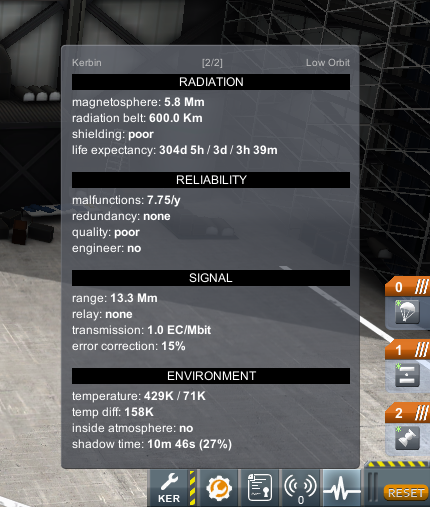 Kerbin [2/2] Low Orbit
RADIATION
magnetosphere: 5.8 Mm
radiation belt: 600.0 Km
shielding: poor
life expectancy: 304d 5h / 3d / 3h 39m
RELIABILITY
malfunctions: 7.75/y
redundancy: none
quality: poor
engineer: no
SIGNAL
range: 13.3 Mm
relay: none
transmission: 1.0 EC/Mbit
error correction: 15%
ENVIRONMENT
temperature: 429K / 71K
temp diff: 158K
inside atmosphere: no
shadow time: 10m 46s (27%)
0
1
2
KER
0
RESET